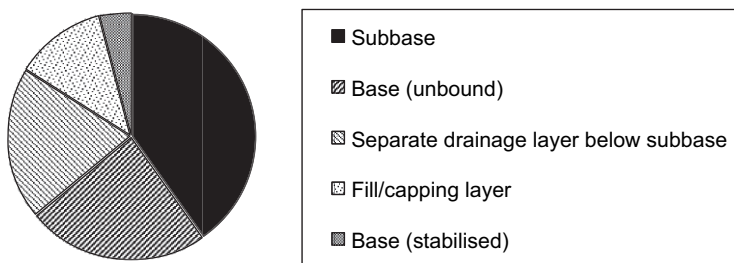 Subbase
Base (unbound)
Separate drainage layer below subbase
Fill/capping layer
Base (stabilised)